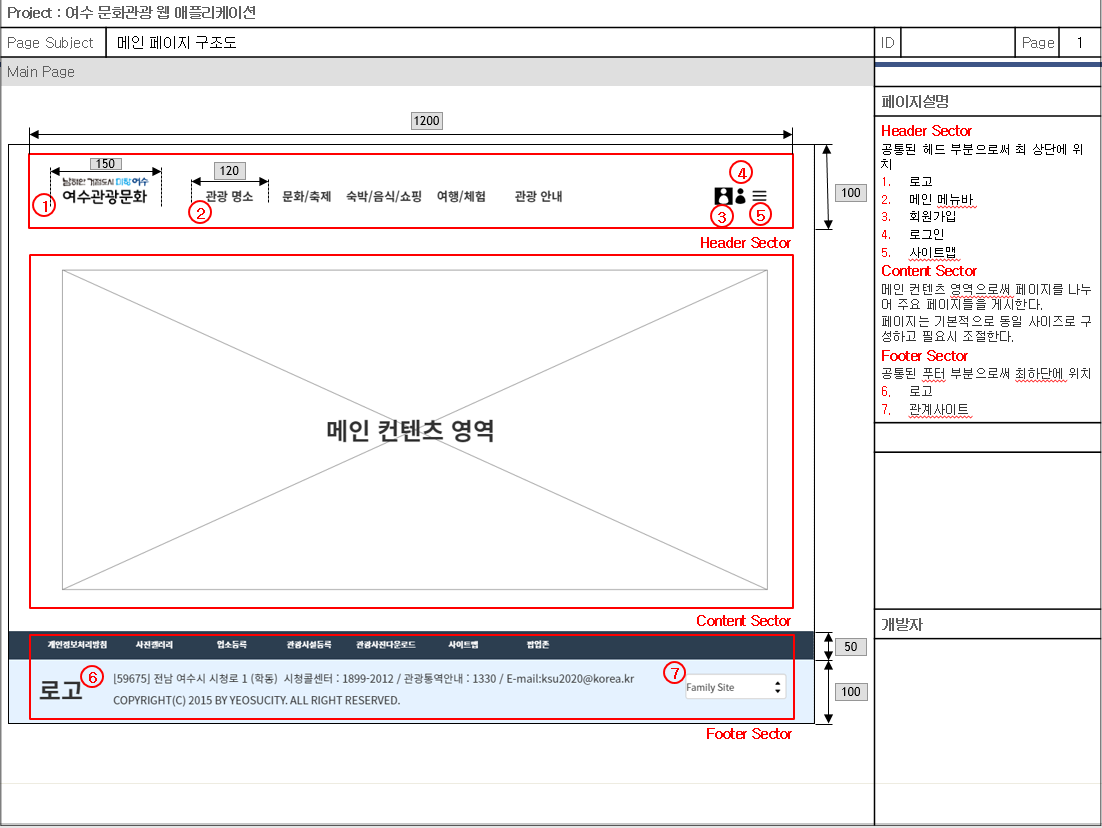 Project : 여수 문화관광 웹 애플리케이션
Page Subject
메인 페이지 구조도
ID
Page
1
Main Page
1200
150
120
남해안 거점도시 미항 여수
여수관광문화
1
2
관광 명소
문화/축제
숙박/음식/쇼핑
여행/체험
관광 안내
4
3
5
100
Header Sector
메인 컨텐츠 영역
Content Sector
개인정보처리방침
사진갤러리
업소등록
관광시설등록
관광사진다운로드
사이트맵
팝업존
50
로고
6
[59675] 전남 여수시 시청로 1 (학동) 시청콜센터 : 1899-2012 / 관광통역안내 : 1330 / E-mail:ksu2020@korea.kr
COPYRIGHT(C) 2015 BY YEOSUCITY. ALL RIGHT RESERVED.
7
Family Site
100
Footer Sector
페이지설명
Header Sector
공통된 헤드 부분으로써 최 상단에 위
치
1. 로고
2. 메인 메뉴바
3. 회원가입
4. 로그인
5. 사이트맵
Content Sector
메인 컨텐츠 영역으로써 페이지를 나누
어 주요 페이지들을 게시한다.
페이지는 기본적으로 동일 사이즈로 구
성하고 필요시 조절한다.
Footer Sector
공통된 푸터 부분으로써 최하단에 위치
6. 로고
7. 관계사이트
개발자